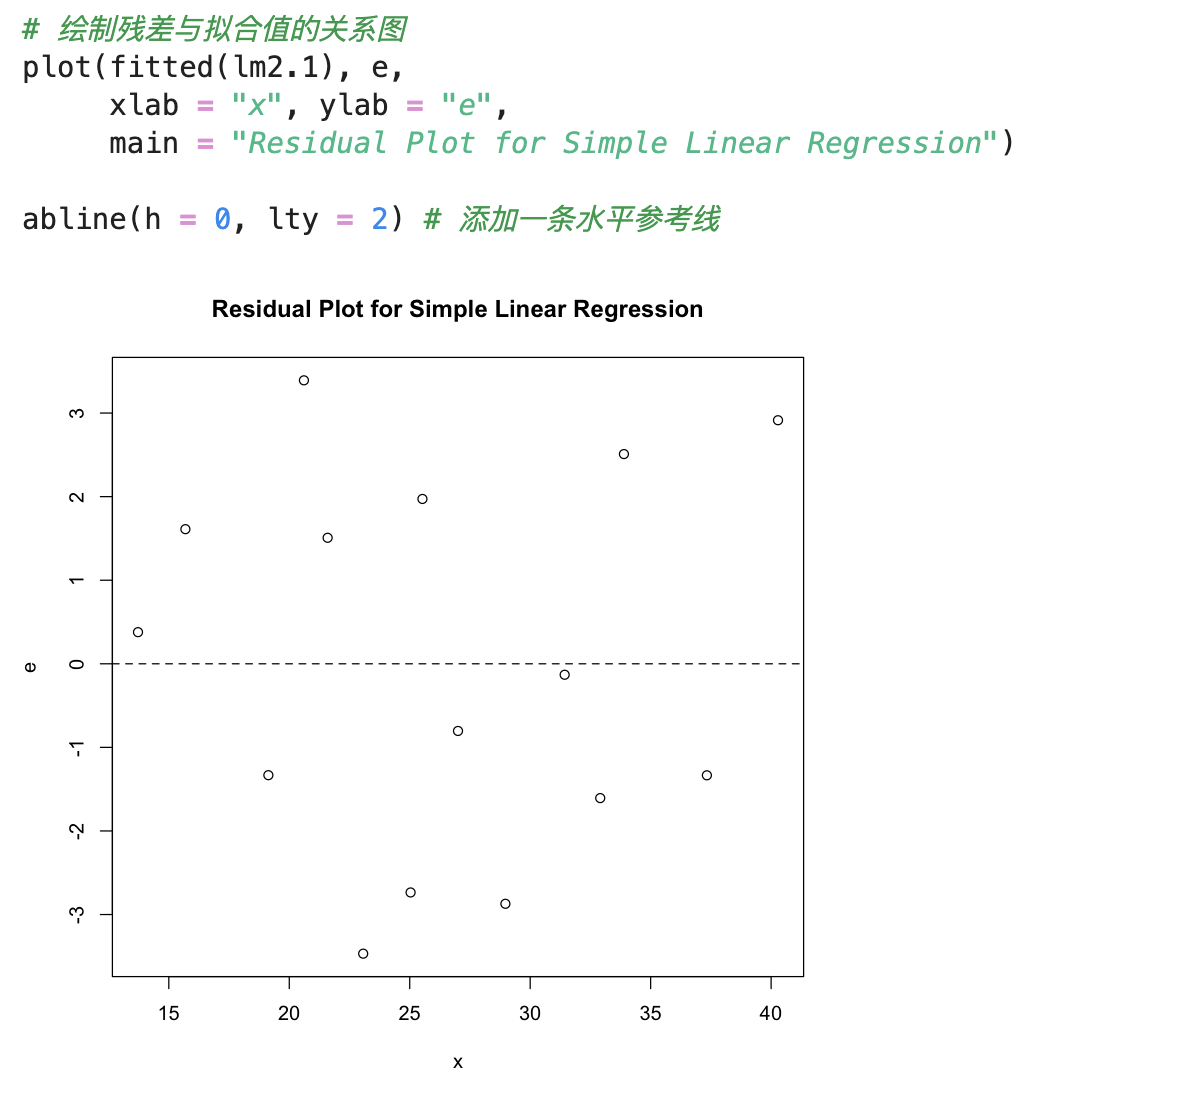 # 绘制残差与拟合值的关系图
plot(fitted(lm2.1), e,
     xlab = "x", ylab = "e",
     main = "Residual Plot for Simple Linear Regression")
abline(h = 0, lty = 2) # 添加一条水平参考线
Residual Plot for Simple Linear Regression
3
2
1
0
-1
-2
-3
e
15 20 25 30 35 40
x